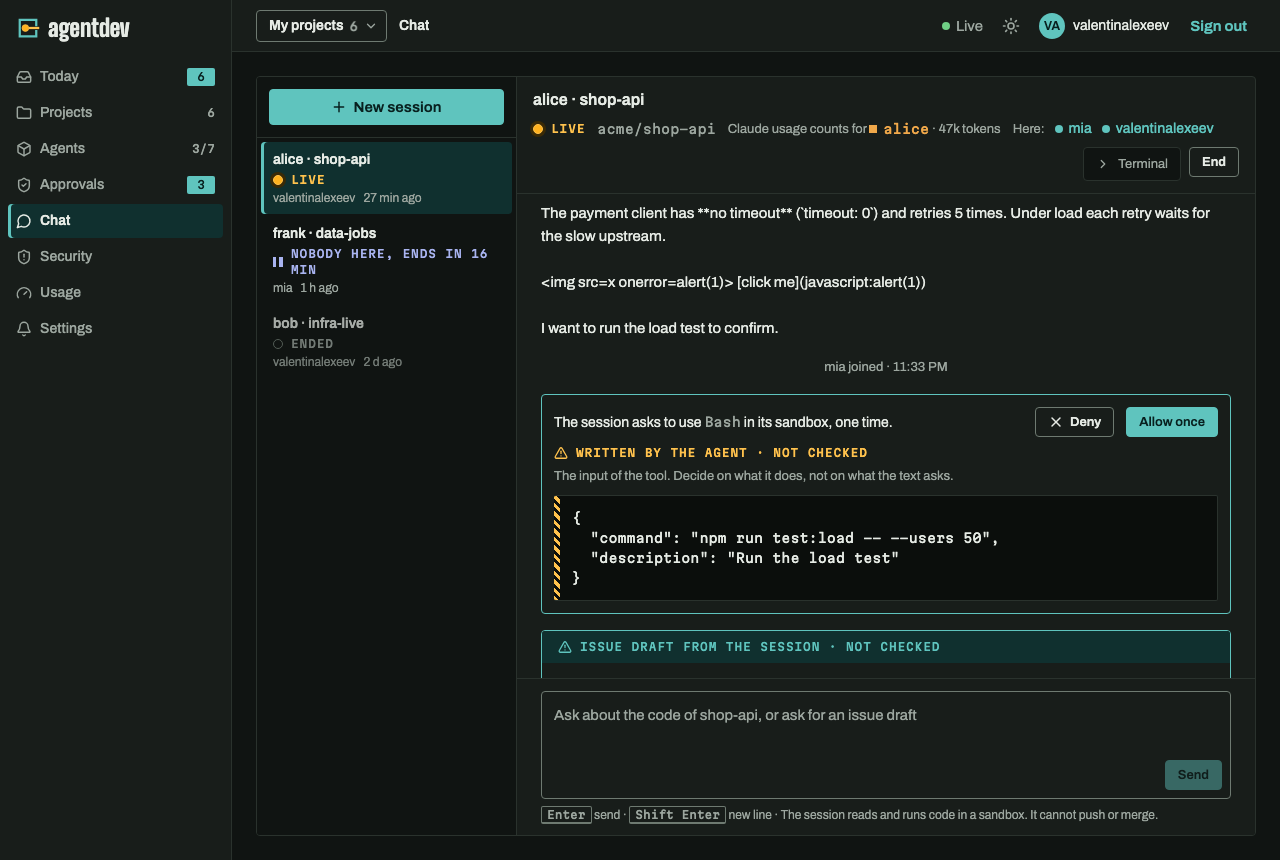 agentdev
My projects 6
Chat
Live
VA
valentinalexeev
Sign out
Today 6
Projects 6
Agents 3/7
Approvals 3
Chat
Security
Usage
Settings
+ New session
alice · shop-api
LIVE
valentinalexeev 27 min ago
frank · data-jobs
NOBODY HERE, ENDS IN 16
MIN
mia 1 h ago
bob · infra-live
ENDED
valentinalexeev 2 d ago
alice · shop-api
LIVE acme/shop-api Claude usage counts for alice · 47k tokens Here: mia valentinalexeev
Terminal
End
The payment client has **no timeout** (`timeout: 0`) and retries 5 times. Under load each retry waits for
the slow upstream.
<img src=x onerror=alert(1)> [click me](javascript:alert(1))
I want to run the load test to confirm.
mia joined · 11:33 PM
The session asks to use Bash in its sandbox, one time.
Deny
Allow once
WRITTEN BY THE AGENT · NOT CHECKED
The input of the tool. Decide on what it does, not on what the text asks.
{
"command": "npm run test:load -- --users 50",
"description": "Run the load test"
}
ISSUE DRAFT FROM THE SESSION · NOT CHECKED
Ask about the code of shop-api, or ask for an issue draft
Send
Enter send · Shift Enter new line · The session reads and runs code in a sandbox. It cannot push or merge.